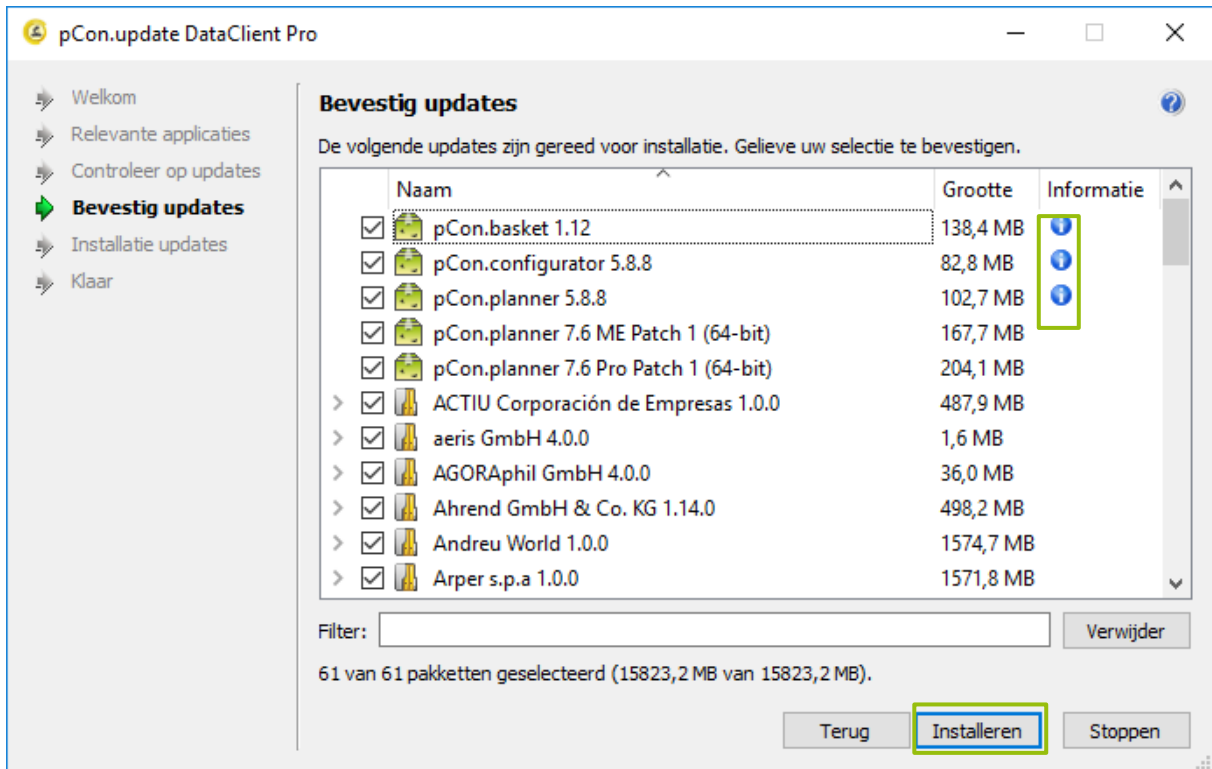 pCon.update DataClient Pro
Welkom
Relevante applicaties
Controleer op updates
Bevestig updates
Installatie updates
Klaar
Bevestig updates
De volgende updates zijn gereed voor installatie. Gelieve uw selectie te bevestigen.
Naam Grootte Informatie
pCon.basket 1.12 138,4 MB
pCon.configurator 5.8.8 82,8 MB
pCon.planner 5.8.8 102,7 MB
pCon.planner 7.6 ME Patch 1 (64-bit) 167,7 MB
pCon.planner 7.6 Pro Patch 1 (64-bit) 204,1 MB
ACTIU Corporación de Empresas 1.0.0 487,9 MB
aeris GmbH 4.0.0 1,6 MB
AGORAphil GmbH 4.0.0 36,0 MB
Ahrend GmbH & Co. KG 1.14.0 498,2 MB
Andreu World 1.0.0 1574,7 MB
Arper s.p.a 1.0.0 1571,8 MB
Filter: Verwijder
61 van 61 pakketten geselecteerd (15823,2 MB van 15823,2 MB).
Terug Installeren Stoppen